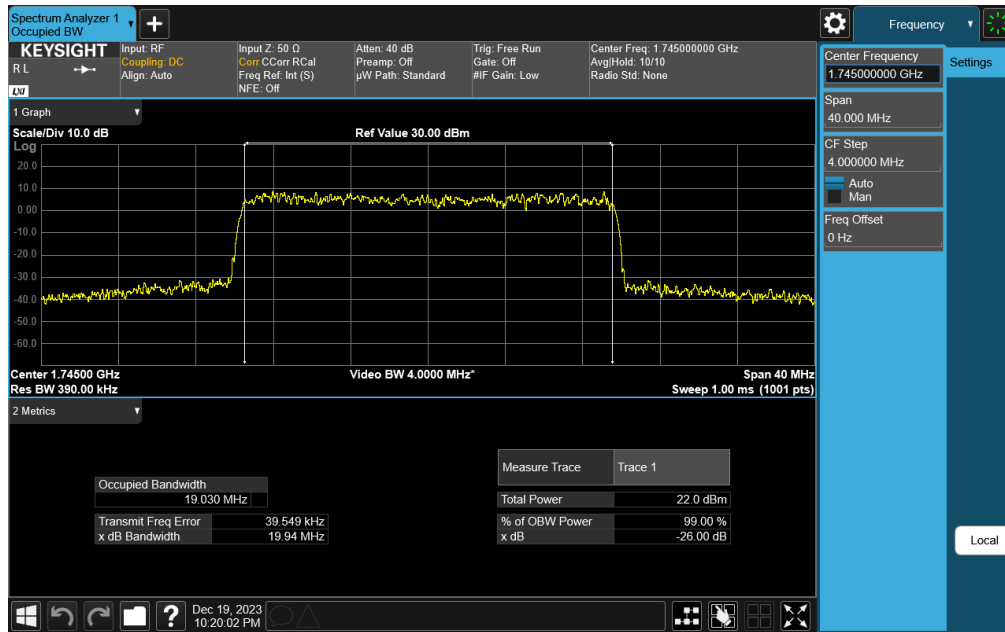 Spectrum Analyzer 1
Occupied BW
Frequency
KEYSIGHT
R L
LXI
Input: RF
Coupling: DC
Align: Auto
Input Z: 50 Ω
Corr CCorr RCal
Freq Ref: Int (S)
NFE: Off
Atten: 40 dB
Preamp: Off
µW Path: Standard
Trig: Free Run
Gate: Off
#IF Gain: Low
Center Freq: 1.745000000 GHz
Avg|Hold: 10/10
Radio Std: None
Center Frequency
1.745000000 GHz
Settings
Span
40.000 MHz
CF Step
4.000000 MHz
Auto
Man
Freq Offset
0 Hz
Local
1 Graph
Scale/Div 10.0 dB
Ref Value 30.00 dBm
Log
20.0
10.0
0.00
-10.0
-20.0
-30.0
-40.0
-50.0
-60.0
Center 1.74500 GHz
Video BW 4.0000 MHz*
Span 40 MHz
Res BW 390.00 kHz
Sweep 1.00 ms (1001 pts)
2 Metrics
Occupied Bandwidth
19.030 MHz
Transmit Freq Error 39.549 kHz
x dB Bandwidth 19.94 MHz
Measure Trace Trace 1
Total Power 22.0 dBm
% of OBW Power 99.00 %
x dB -26.00 dB
?
Dec 19, 2023
10:20:02 PM